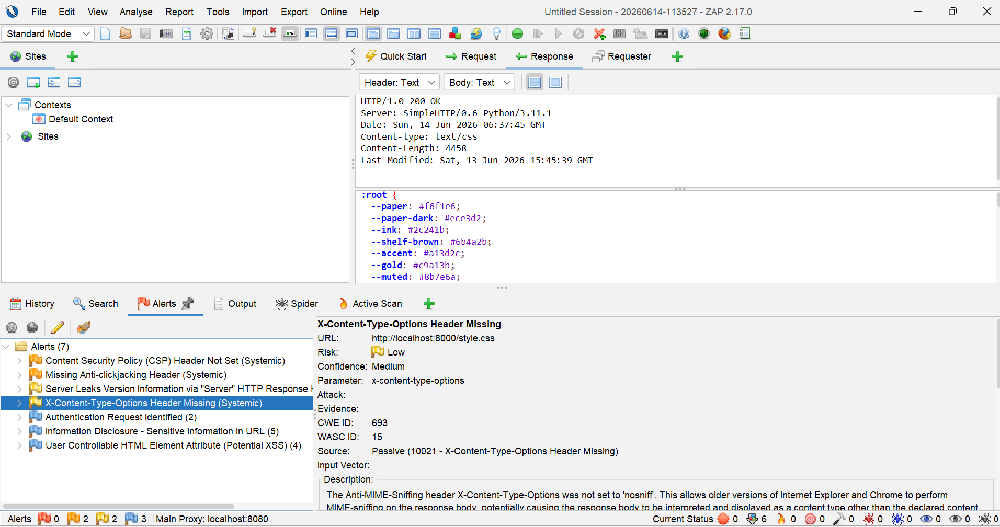 File Edit View Analyse Report Tools Import Export Online Help
Untitled Session - 20260614-113527 - ZAP 2.17.0
Standard Mode
Sites
Quick Start Request Response Requester
Header: Text Body: Text
Contexts
Default Context
Sites
HTTP/1.0 200 OK
Server: SimpleHTTP/0.6 Python/3.11.1
Date: Sun, 14 Jun 2026 06:37:45 GMT
Content-type: text/css
Content-Length: 4458
Last-Modified: Sat, 13 Jun 2026 15:45:39 GMT
:root {
--paper: #f6f1e6;
--paper-dark: #ece3d2;
--ink: #2c241b;
--shelf-brown: #6b4a2b;
--accent: #a13d2c;
--gold: #c9a13b;
--muted: #8b7e6a;
History Search Alerts Output Spider Active Scan
Alerts (7)
Content Security Policy (CSP) Header Not Set (Systemic)
Missing Anti-clickjacking Header (Systemic)
Server Leaks Version Information via "Server" HTTP Response
X-Content-Type-Options Header Missing (Systemic)
Authentication Request Identified (2)
Information Disclosure - Sensitive Information in URL (5)
User Controllable HTML Element Attribute (Potential XSS) (4)
X-Content-Type-Options Header Missing
URL: http://localhost:8000/style.css
Risk: Low
Confidence: Medium
Parameter: x-content-type-options
Attack:
Evidence:
CWE ID: 693
WASC ID: 15
Source: Passive (10021 - X-Content-Type-Options Header Missing)
Input Vector:
Description:
The Anti-MIME-Sniffing header X-Content-Type-Options was not set to 'nosniff'. This allows older versions of Internet Explorer and Chrome to perform
MIME-sniffing on the response body, potentially causing the response body to be interpreted and displayed as a content type other than the declared content
Alerts 0 2 2 3 Main Proxy: localhost:8080
Current Status 0 6 0 0 0 0 0 0 0 0